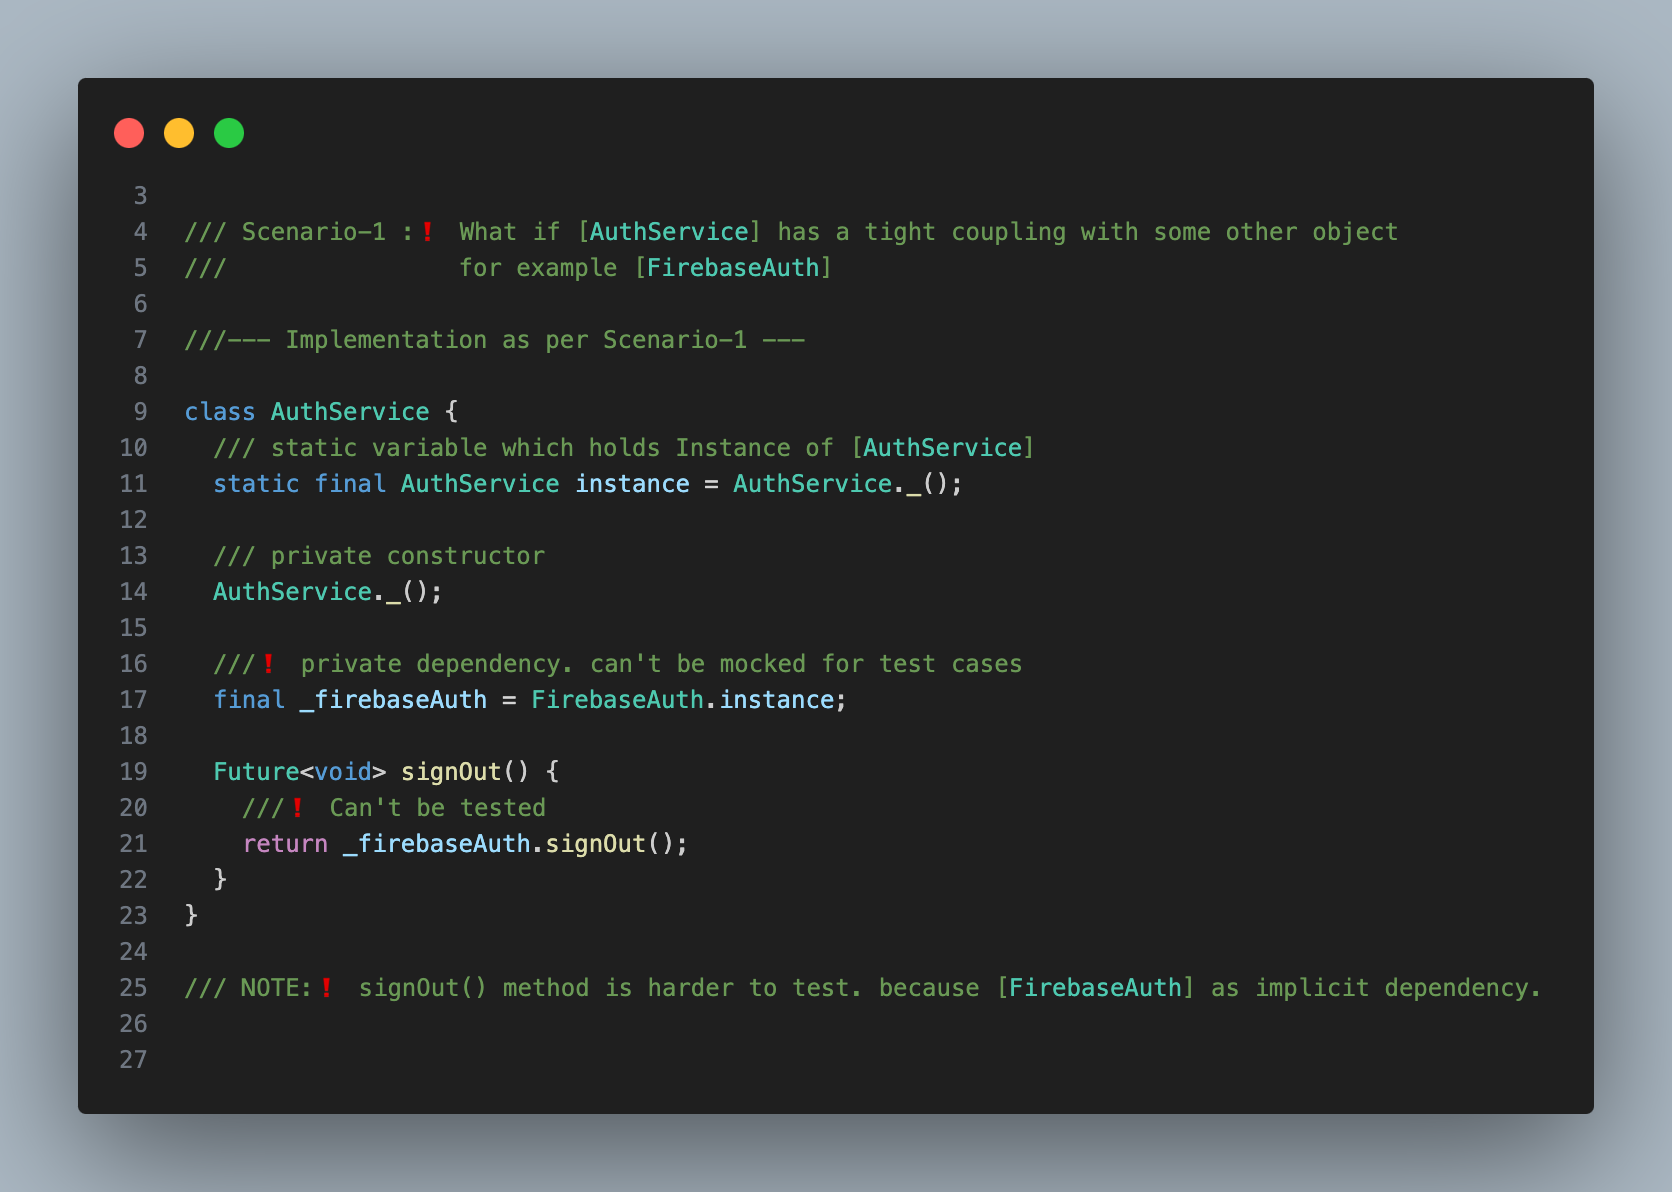 3
4 /// Scenario-1 :❗ What if [AuthService] has a tight coupling with some other object
5 ///                for example [FirebaseAuth]
6
7 ///--- Implementation as per Scenario-1 ---
8
9 class AuthService {
10   /// static variable which holds Instance of [AuthService]
11   static final AuthService instance = AuthService._();
12
13   /// private constructor
14   AuthService._();
15
16   ///❗ private dependency. can't be mocked for test cases
17   final _firebaseAuth = FirebaseAuth.instance;
18
19   Future<void> signOut() {
20     ///❗ Can't be tested
21     return _firebaseAuth.signOut();
22   }
23 }
24
25 /// NOTE:❗ signOut() method is harder to test. because [FirebaseAuth] as implicit dependency.
26
27